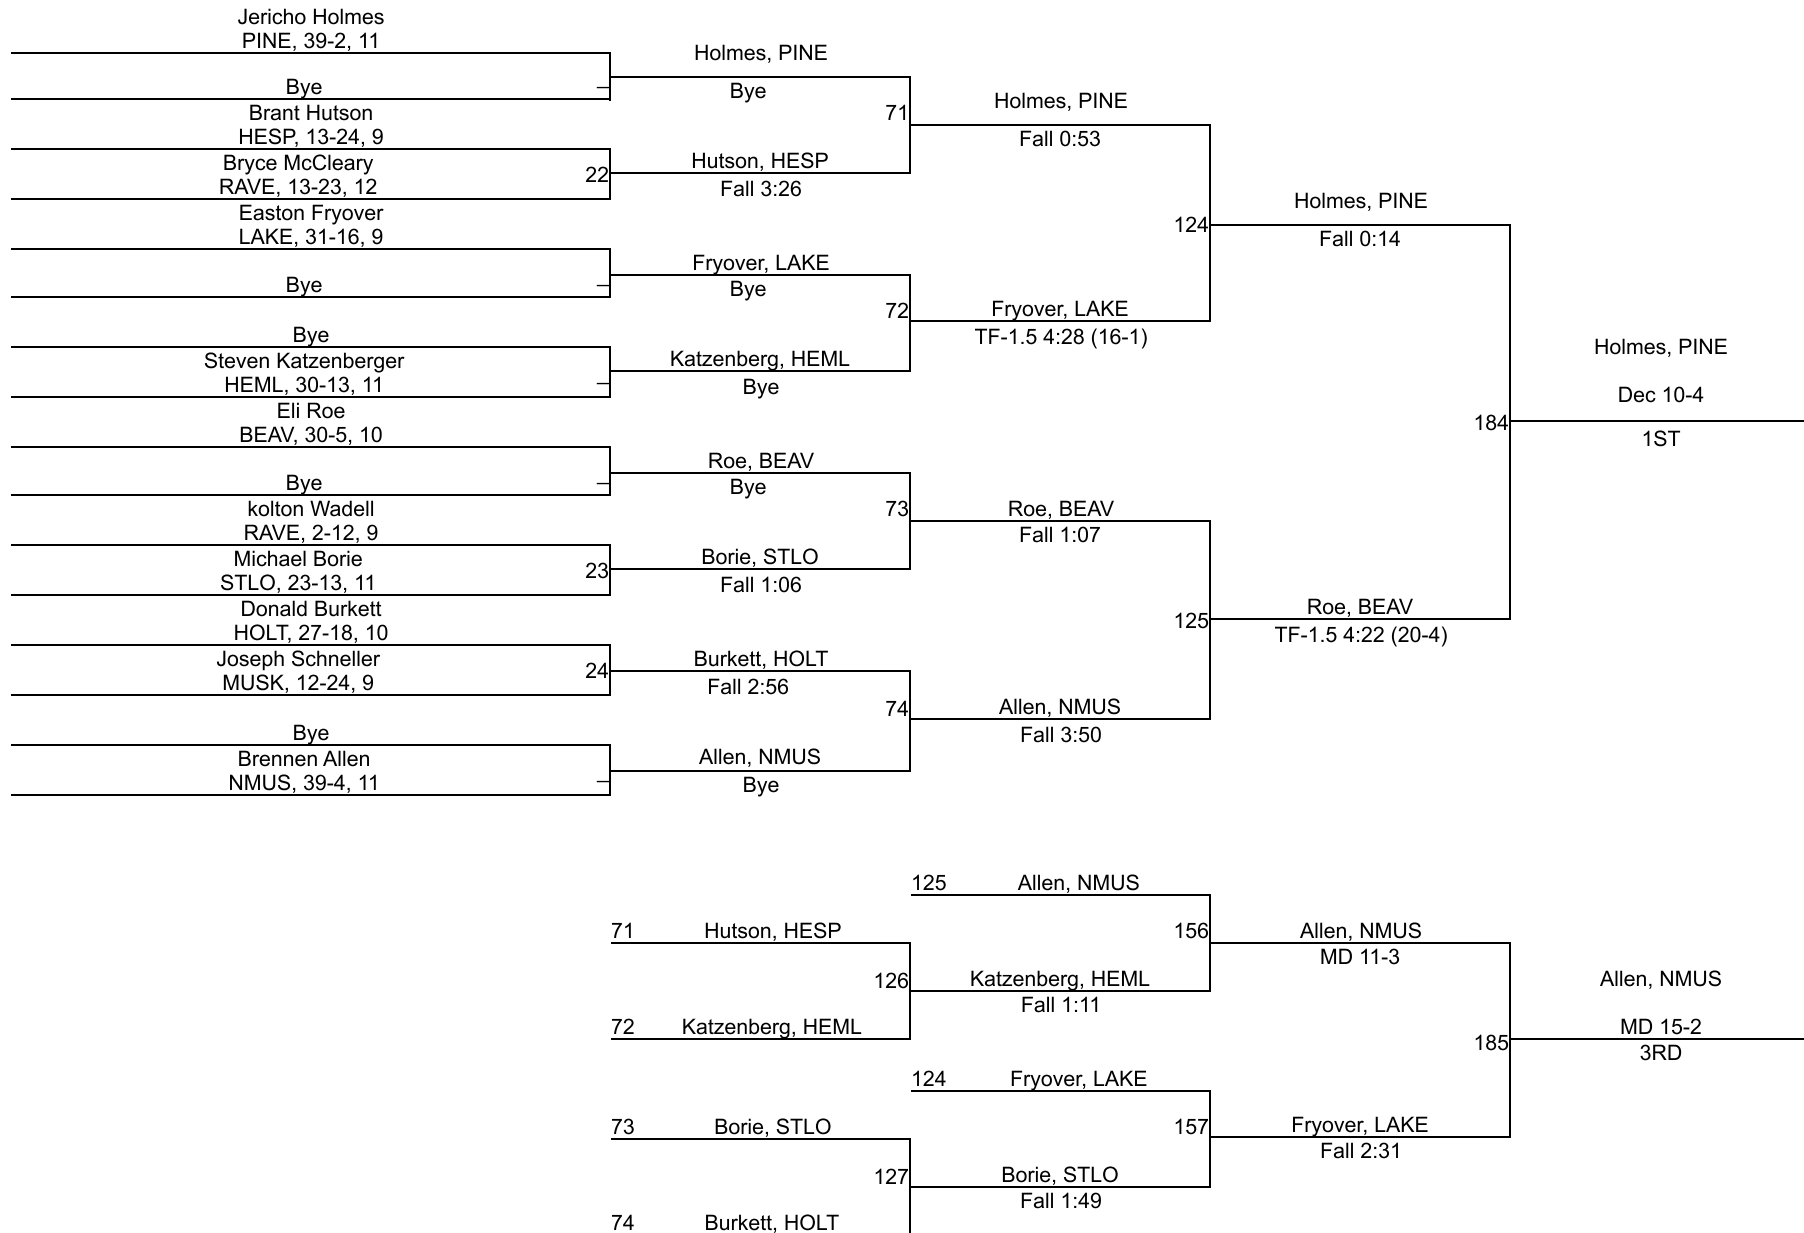 Jericho Holmes
PINE, 39-2, 11
Bye
Brant Hutson
HESP, 13-24, 9
Bryce McCleary
RAVE, 13-23, 12
22
Easton Fryover
LAKE, 31-16, 9
Bye
Bye
Steven Katzenberger
HEML, 30-13, 11
Eli Roe
BEAV, 30-5, 10
Bye
kolton Wadell
RAVE, 2-12, 9
Michael Borie
STLO, 23-13, 11
23
Donald Burkett
HOLT, 27-18, 10
Joseph Schneller
MUSK, 12-24, 9
24
Bye
Brennen Allen
NMUS, 39-4, 11
Holmes, PINE
Bye
71
Hutson, HESP
Fall 3:26
Fryover, LAKE
Bye
72
Katzenberg, HEML
Bye
Roe, BEAV
Bye
73
Borie, STLO
Fall 1:06
Burkett, HOLT
Fall 2:56
74
Allen, NMUS
Bye
Holmes, PINE
Fall 0:53
124
Fryover, LAKE
TF-1.5 4:28 (16-1)
Roe, BEAV
Fall 1:07
125
Allen, NMUS
Fall 3:50
Holmes, PINE
Fall 0:14
184
Roe, BEAV
TF-1.5 4:22 (20-4)
Holmes, PINE
Dec 10-4
1ST
71 Hutson, HESP
126
72 Katzenberg, HEML
73 Borie, STLO
127
74 Burkett, HOLT
125 Allen, NMUS
156
Katzenberg, HEML
Fall 1:11
124 Fryover, LAKE
157
Borie, STLO
Fall 1:49
Allen, NMUS
MD 11-3
185
Fryover, LAKE
Fall 2:31
Allen, NMUS
MD 15-2
3RD